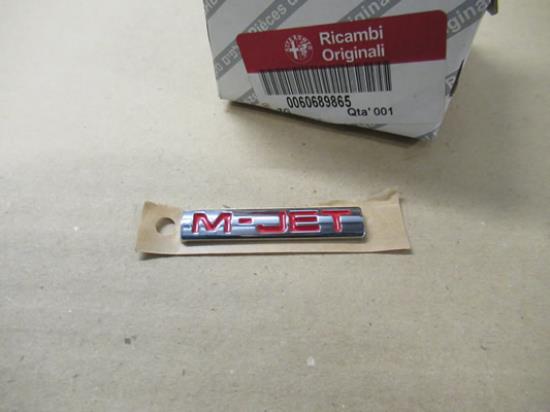 Ricambi
Originali
0060689865
Qta' 001
M-JET